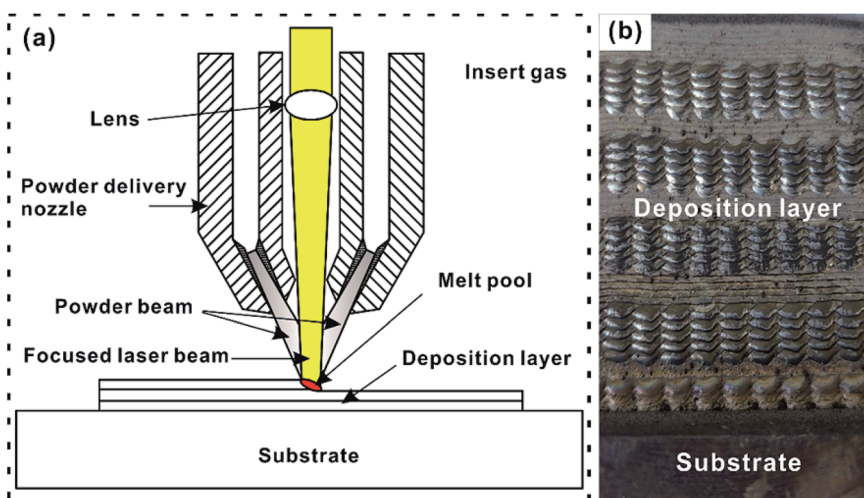 (a)
Insert gas
Lens
Powder delivery
nozzle
Melt pool
Powder beam
Focused laser beam
Deposition layer
Substrate
(b)
Deposition layer
Substrate